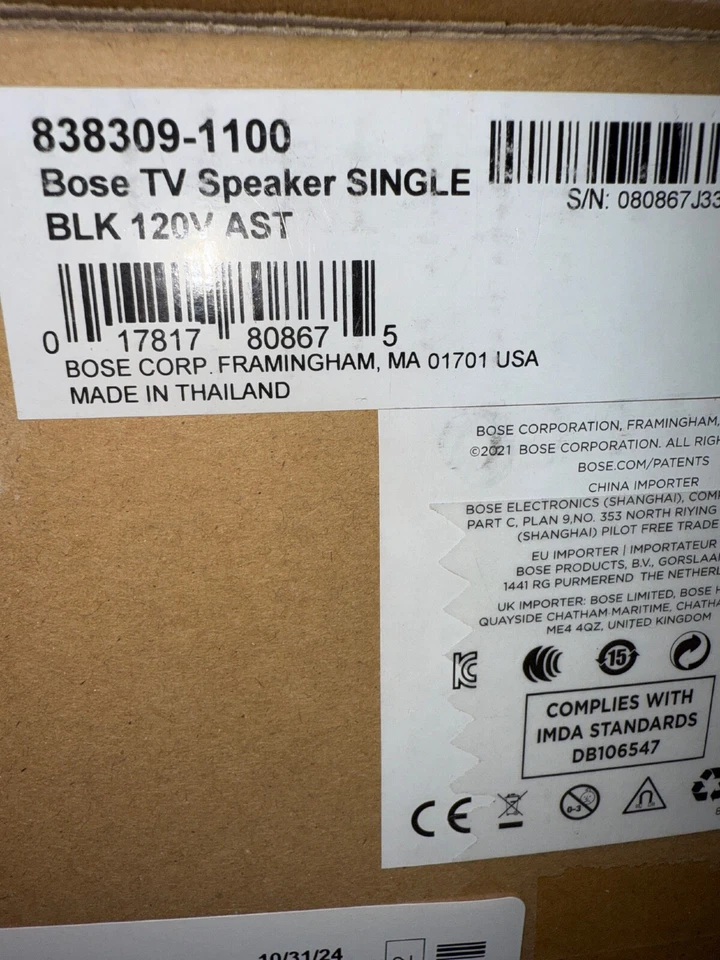 838309-1100
Bose TV Speaker SINGLE
BLK 120V AST
S/N: 080867J33
0 17817 80867 5
BOSE CORP. FRAMINGHAM, MA 01701 USA
MADE IN THAILAND
BOSE CORPORATION, FRAMINGHAM,
©2021 BOSE CORPORATION. ALL RIGH
BOSE.COM/PATENTS
CHINA IMPORTER
BOSE ELECTRONICS (SHANGHAI), COM
PART C, PLAN 9,NO. 353 NORTH RIYING
(SHANGHAI) PILOT FREE TRADE
EU IMPORTER | IMPORTATEUR
BOSE PRODUCTS, B.V., GORSLAA
1441 RG PURMEREND THE NETHERL
UK IMPORTER: BOSE LIMITED, BOSE H
QUAYSIDE CHATHAM MARITIME, CHATHA
ME4 4QZ, UNITED KINGDOM
15
COMPLIES WITH
IMDA STANDARDS
DB106547
CE
0-3
10/31/24